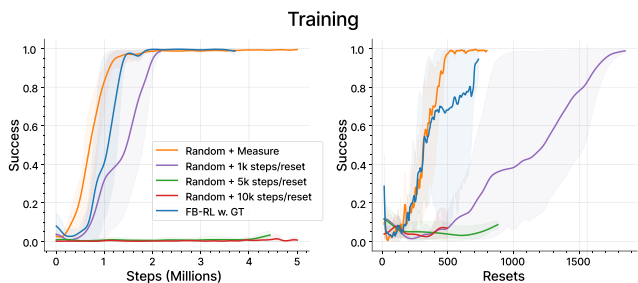 Training
Success
1.0
0.8
0.6
0.4
0.2
0.0
0
1
2
3
4
5
Steps (Millions)
Random + Measure
Random + 1k steps/reset
Random + 5k steps/reset
Random + 10k steps/reset
FB-RL w. GT
Success
1.0
0.8
0.6
0.4
0.2
0.0
0
500
1000
1500
Resets